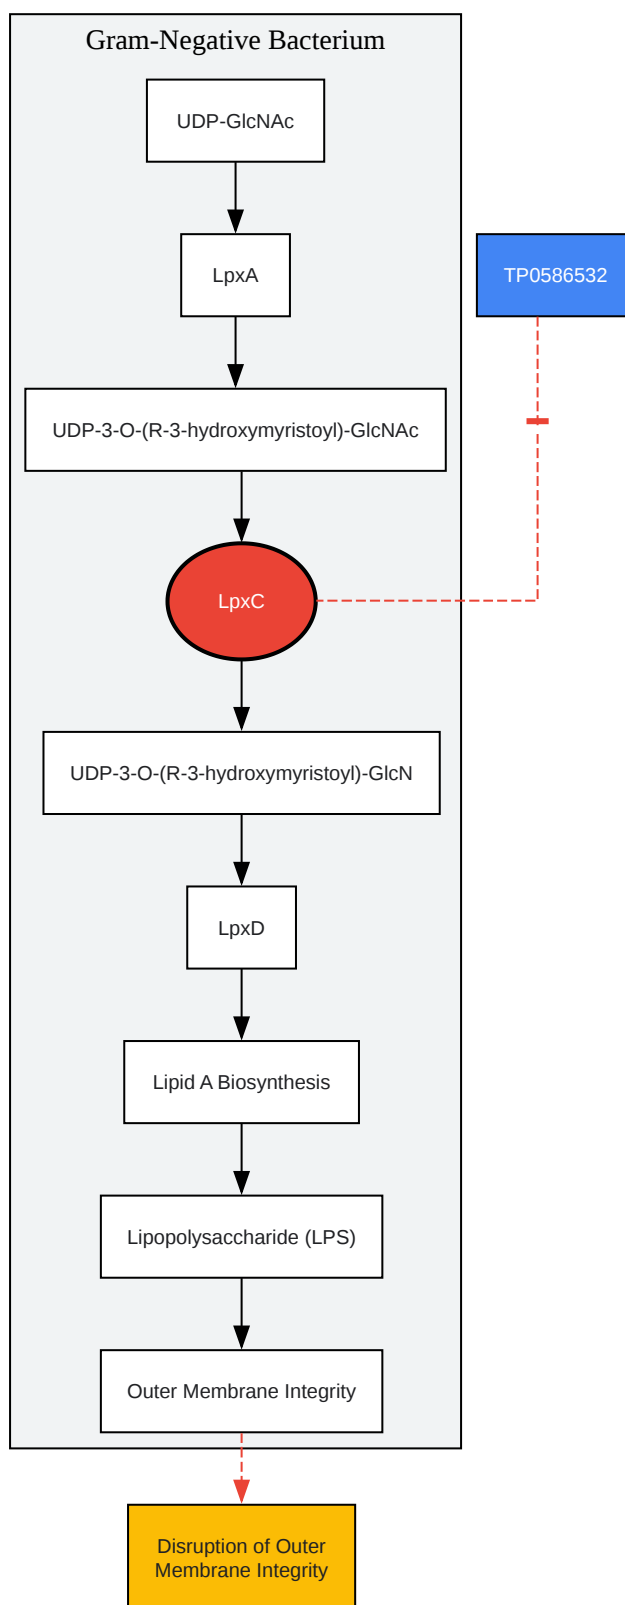 Gram-Negative Bacterium
UDP-GlcNAc
LpxA
TP0586532
UDP-3-O-(R-3-hydroxymyristoyl)-GlcNAc
LpxC
UDP-3-O-(R-3-hydroxymyristoyl)-GlcN
LpxD
Lipid A Biosynthesis
Lipopolysaccharide (LPS)
Outer Membrane Integrity
Disruption of Outer
Membrane Integrity